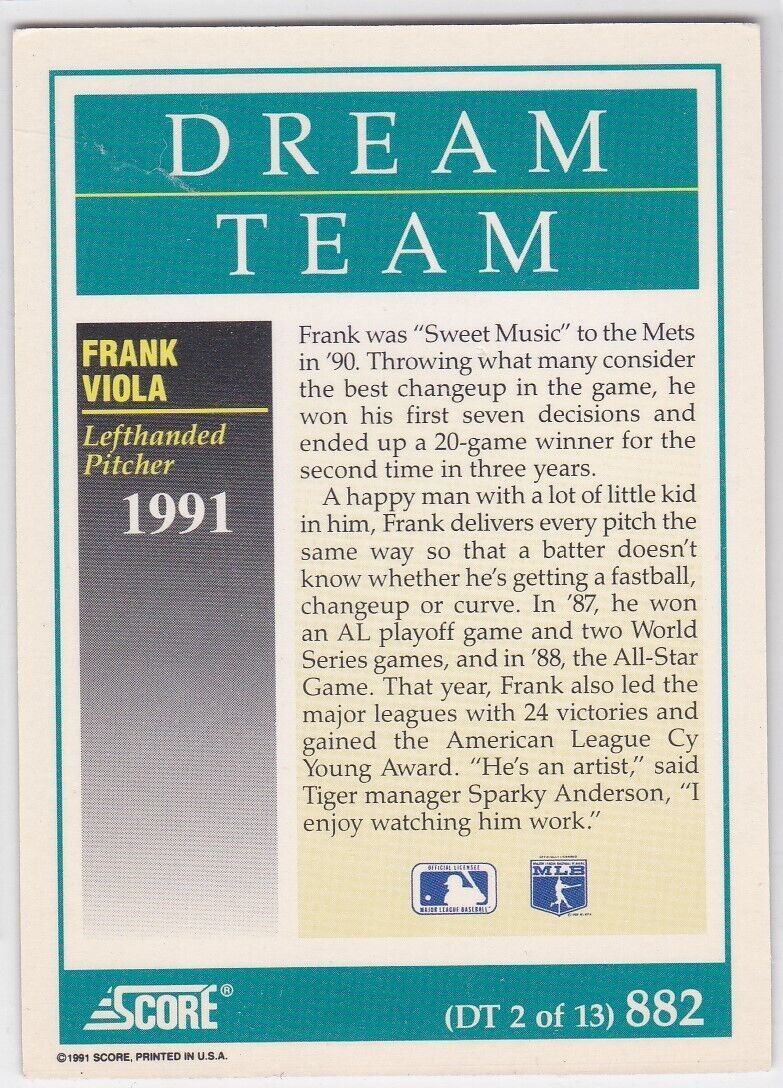 DREAM
TEAM
FRANK
VIOLA
Lefthanded
Pitcher
1991
Frank was “Sweet Music” to the Mets
in ’90. Throwing what many consider
the best changeup in the game, he
won his first seven decisions and
ended up a 20-game winner for the
second time in three years.
A happy man with a lot of little kid
in him, Frank delivers every pitch the
same way so that a batter doesn’t
know whether he’s getting a fastball,
changeup or curve. In ’87, he won
an AL playoff game and two World
Series games, and in ’88, the All-Star
Game. That year, Frank also led the
major leagues with 24 victories and
gained the American League Cy
Young Award. “He’s an artist,” said
Tiger manager Sparky Anderson, “I
enjoy watching him work.”
OFFICIAL LICENSEE
MAJOR LEAGUE BASEBALL
MLB
SCORE®
(DT 2 of 13) 882
©1991 SCORE, PRINTED IN U.S.A.